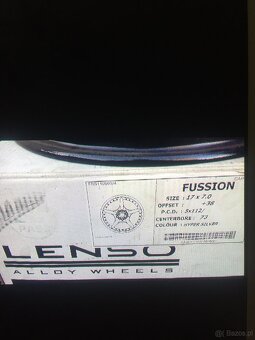 FUSSION
SIZE : 17 x 7.0
OFFSET : +38
P.C.D. : 5x112/
CENTERBORE : 73
COLOUR : HYPER SILVER
LENSO
ALLOY WHEELS
Bazos.pl